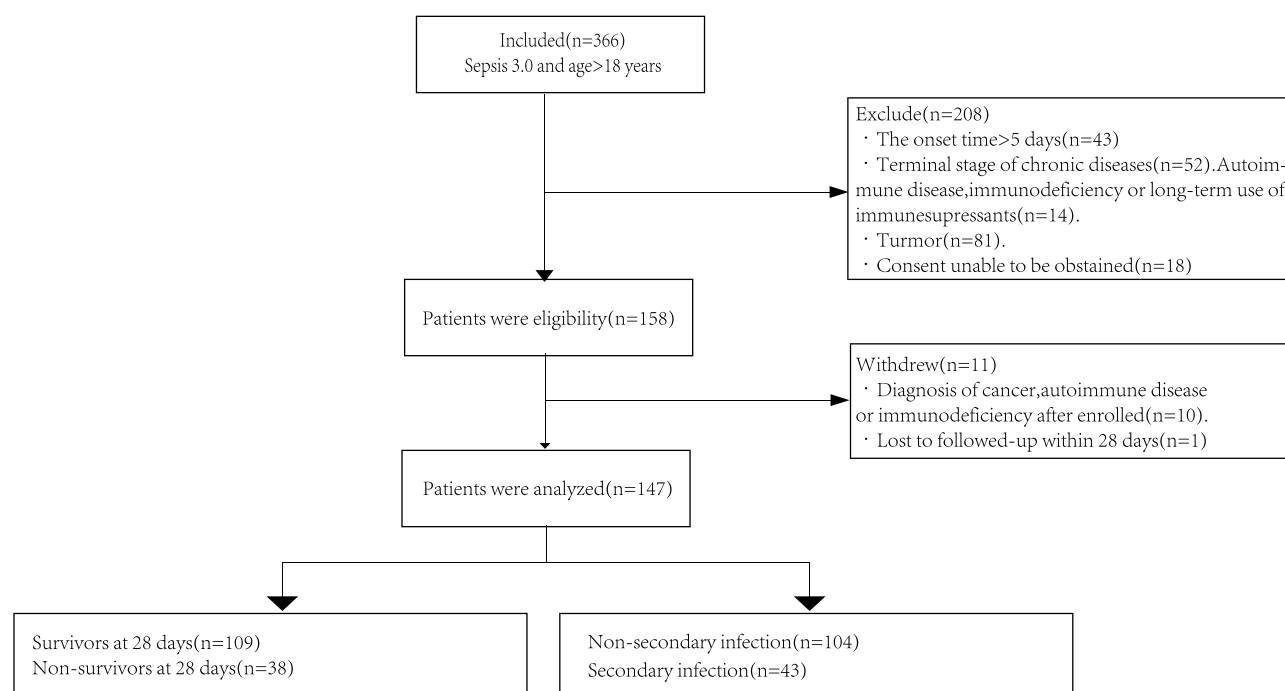 Included(n=366)
Sepsis 3.0 and age>18 years
Exclude(n=208)
· The onset time>5 days(n=43)
· Terminal stage of chronic diseases(n=52).Autoim-
mune disease,immunodeficiency or long-term use of
immunesupressants(n=14).
· Turmor(n=81).
· Consent unable to be obstained(n=18)
Patients were eligibility(n=158)
Withdrew(n=11)
· Diagnosis of cancer,autoimmune disease
or immunodeficiency after enrolled(n=10).
· Lost to followed-up within 28 days(n=1)
Patients were analyzed(n=147)
Survivors at 28 days(n=109)
Non-survivors at 28 days(n=38)
Non-secondary infection(n=104)
Secondary infection(n=43)